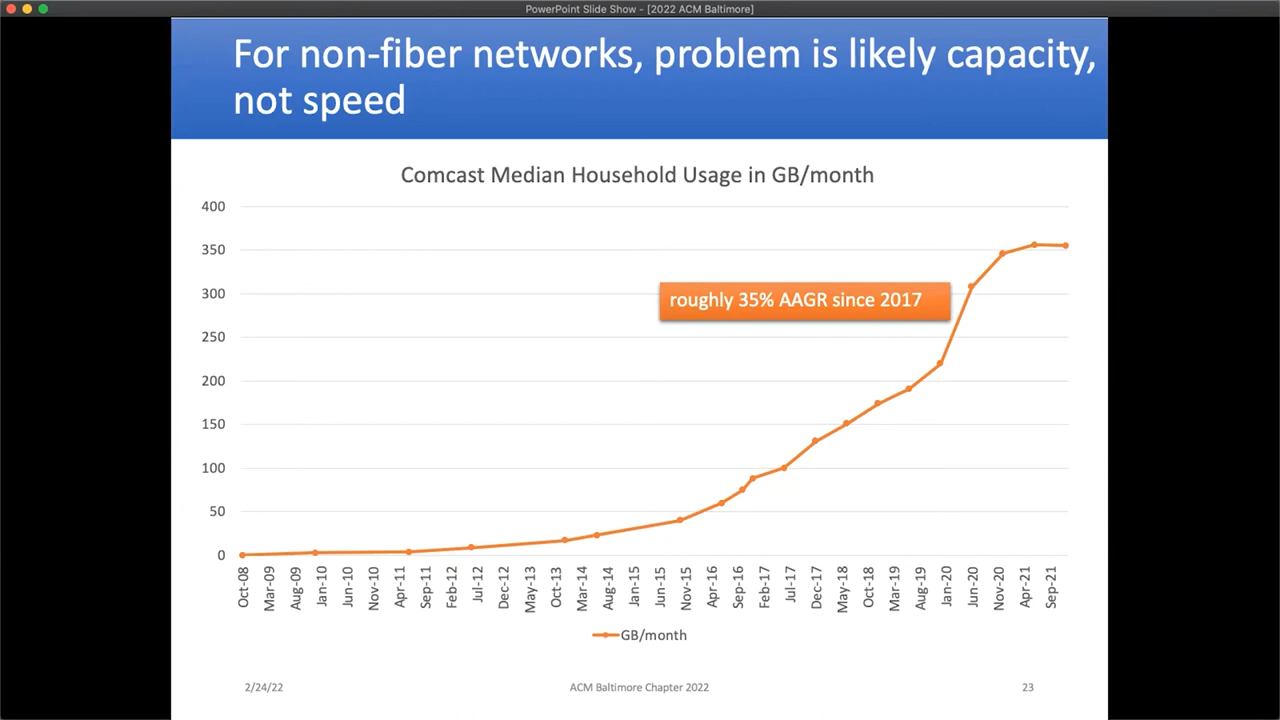 PowerPoint Slide Show - [2022 ACM Baltimore]
For non-fiber networks, problem is likely capacity,
not speed
Comcast Median Household Usage in GB/month
400
350
300
250
200
150
100
50
0
roughly 35% AAGR since 2017
Oct-08
Mar-09
Aug-09
Jan-10
Jun-10
Nov-10
Apr-11
Sep-11
Feb-12
Jul-12
Dec-12
May-13
Oct-13
Mar-14
Aug-14
Jan-15
Jun-15
Nov-15
Apr-16
Sep-16
Feb-17
Jul-17
Dec-17
May-18
Oct-18
Mar-19
Aug-19
Jan-20
Jun-20
Nov-20
Apr-21
Sep-21
GB/month
2/24/22
ACM Baltimore Chapter 2022
23